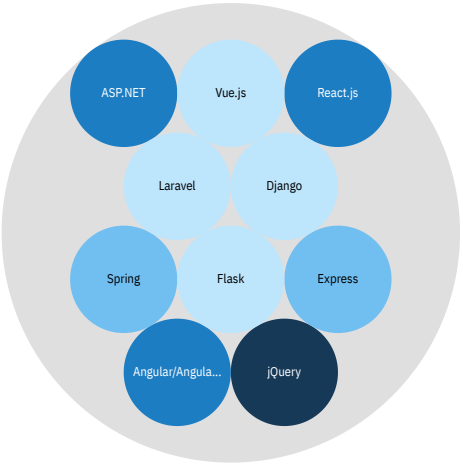 ASP.NET
Vue.js
React.js
Laravel
Django
Spring
Flask
Express
Angular/Angula...
jQuery